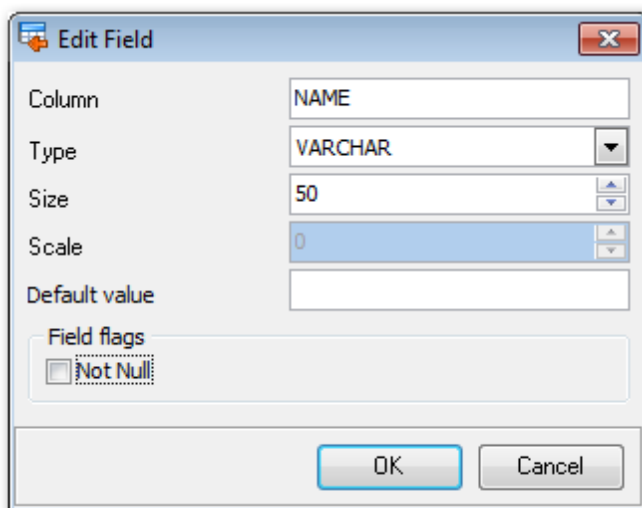 Edit Field
Column NAME
Type VARCHAR
Size 50
Scale 0
Default value
Field flags
Not Null
OK Cancel